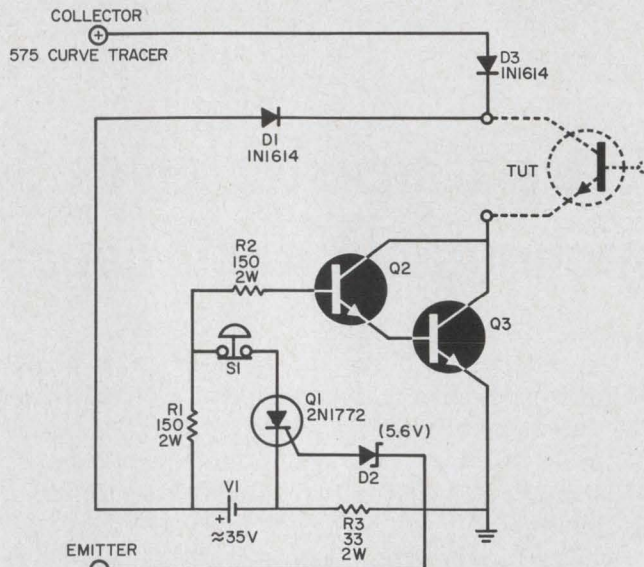 COLLECTOR
+
575 CURVE TRACER
D3
IN1614
D1
IN1614
TUT
R2
150
2W
Q2
Q3
S1
Q1
2N1772
R1
150
2W
(5.6V)
D2
V1
+
≈35V
R3
33
2W
EMITTER